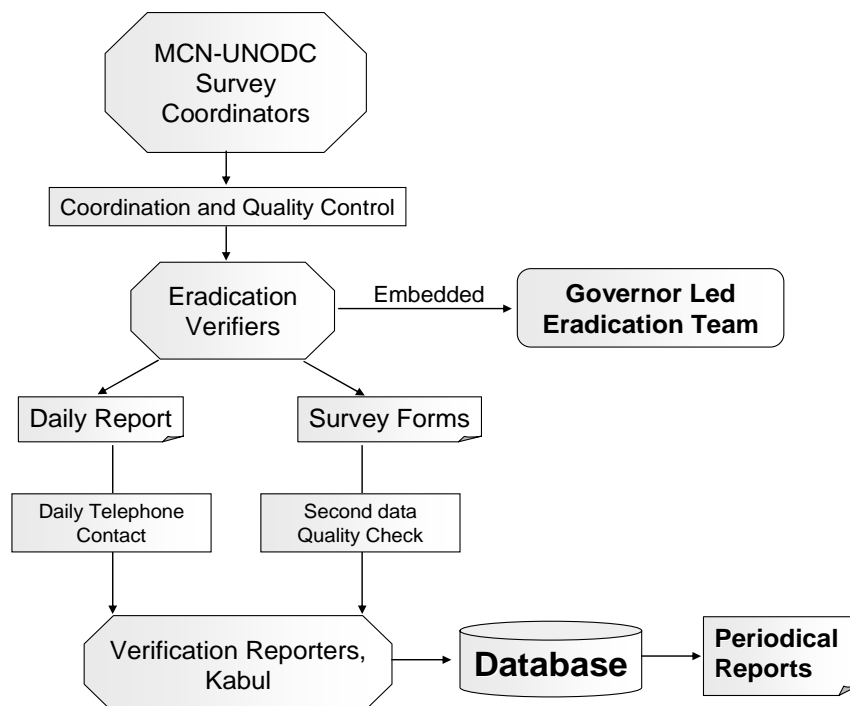 MCN-UNODC
Survey
Coordinators
Coordination and Quality Control
Eradication
Verifiers
Embedded
Governor Led
Eradication Team
Daily Report
Survey Forms
Daily Telephone
Contact
Second data
Quality Check
Verification Reporters,
Kabul
Database
Periodical
Reports